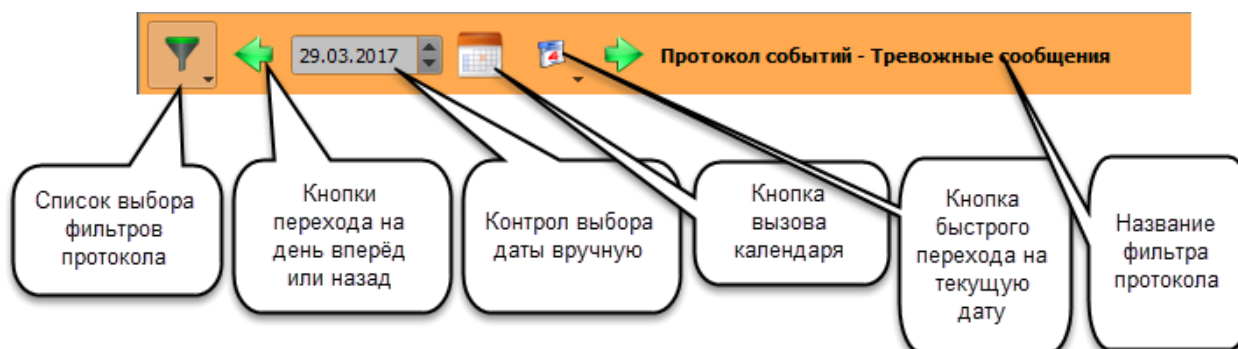 29.03.2017
Протокол событий - Тревожные сообщения
Список выбора
фильтров
протокола
Кнопки
перехода на
день вперёд
или назад
Контрол выбора
даты вручную
Кнопка
вызова
календаря
Кнопка
быстрого
перехода на
текущую
дату
Название
фильтра
протокола